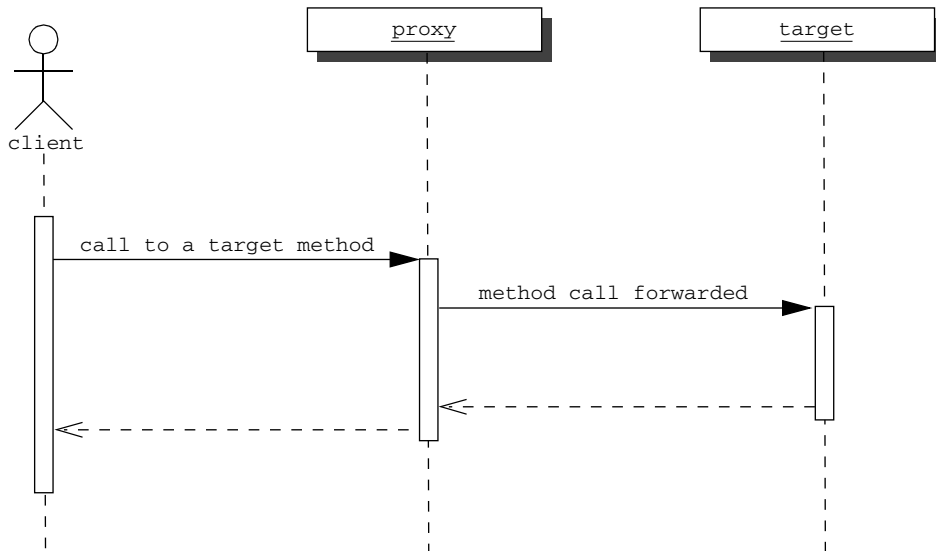 proxy
target
client
call to a target method
method call forwarded